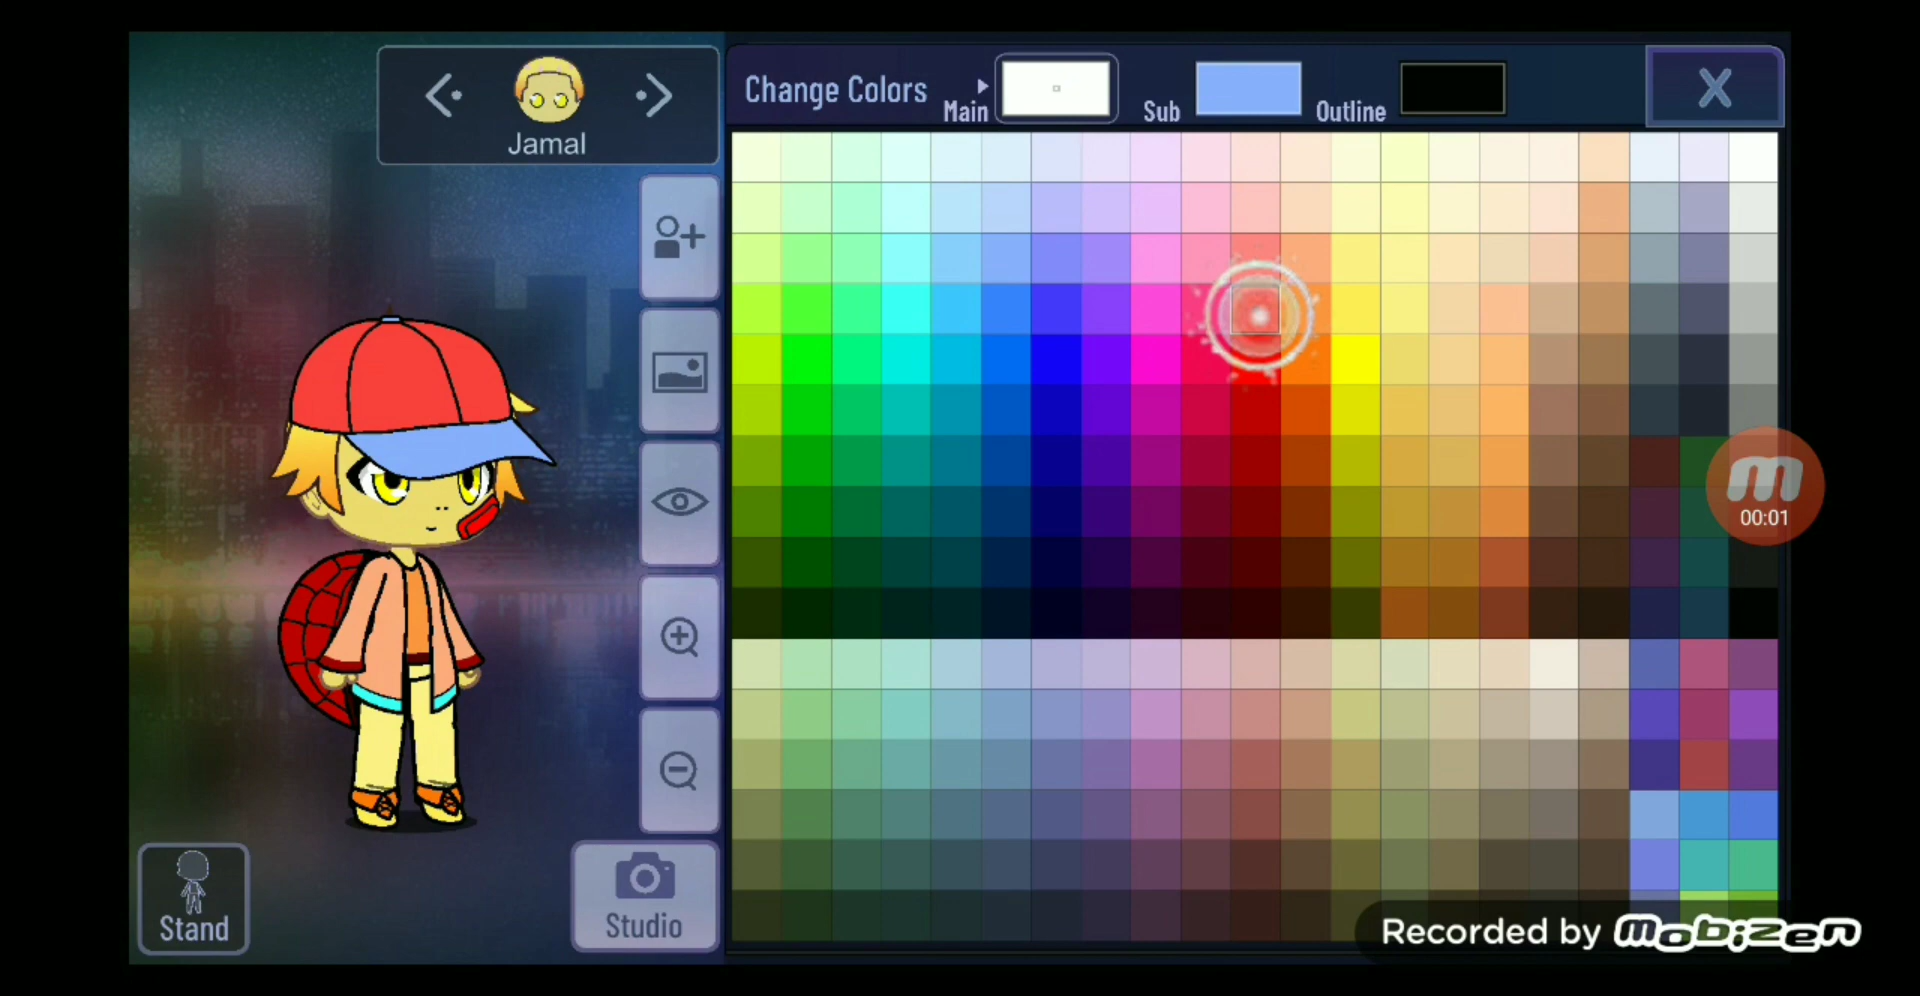 Jamal
Change Colors
Main
Sub
Outline
X
00:01
Stand
Studio
Recorded by mobizen